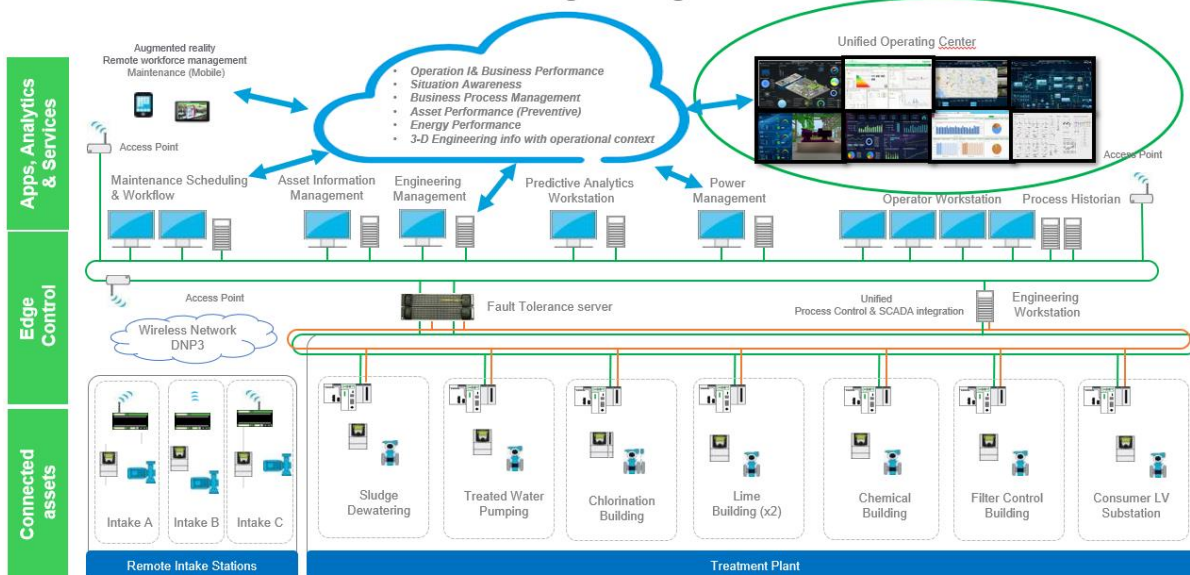 Augmented reality
Remote workforce management
Maintenance (Mobile)
• Operation I& Business Performance
• Situation Awareness
• Business Process Management
• Asset Performance (Preventive)
• Energy Performance
• 3-D Engineering info with operational context
Unified Operating Center
Apps, Analytics
& Services
Access Point
Access Point
Maintenance Scheduling
& Workflow
Asset Information
Management
Engineering
Management
Predictive Analytics
Workstation
Power
Management
Operator Workstation
Process Historian
Edge
Control
Access Point
Wireless Network
DNP3
Fault Tolerance server
Unified
Process Control & SCADA integration
Engineering
Workstation
Connected
assets
Intake A
Intake B
Intake C
Sludge
Dewatering
Treated Water
Pumping
Chlorination
Building
Lime
Building (x2)
Chemical
Building
Filter Control
Building
Consumer LV
Substation
Remote Intake Stations
Treatment Plant